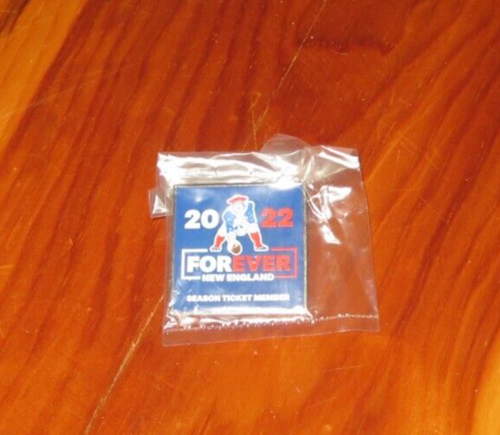 20 22
FOREVER
NEW ENGLAND
SEASON TICKET MEMBER